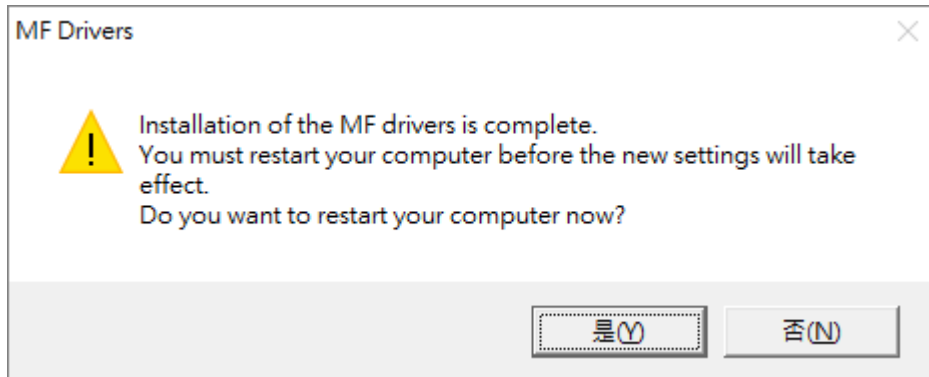 MF Drivers
Installation of the MF drivers is complete.
You must restart your computer before the new settings will take
effect.
Do you want to restart your computer now?
是(Y)
否(N)